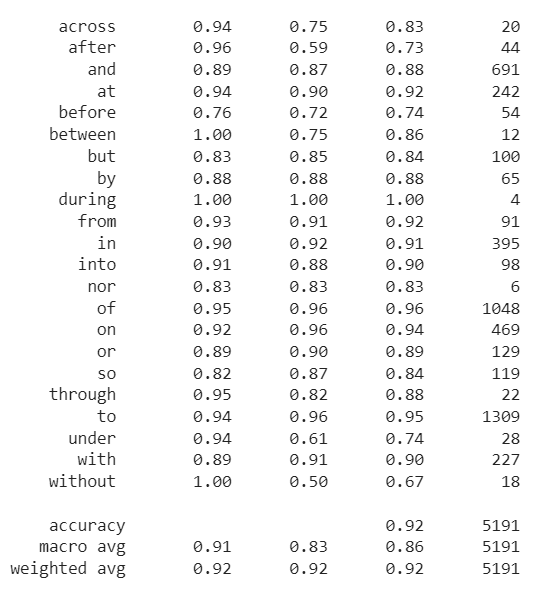 across 0.94 0.75 0.83 20
after 0.96 0.59 0.73 44
and 0.89 0.87 0.88 691
at 0.94 0.90 0.92 242
before 0.76 0.72 0.74 54
between 1.00 0.75 0.86 12
but 0.83 0.85 0.84 100
by 0.88 0.88 0.88 65
during 1.00 1.00 1.00 4
from 0.93 0.91 0.92 91
in 0.90 0.92 0.91 395
into 0.91 0.88 0.90 98
nor 0.83 0.83 0.83 6
of 0.95 0.96 0.96 1048
on 0.92 0.96 0.94 469
or 0.89 0.90 0.89 129
so 0.82 0.87 0.84 119
through 0.95 0.82 0.88 22
to 0.94 0.96 0.95 1309
under 0.94 0.61 0.74 28
with 0.89 0.91 0.90 227
without 1.00 0.50 0.67 18
accuracy 0.92 5191
macro avg 0.91 0.83 0.86 5191
weighted avg 0.92 0.92 0.92 5191